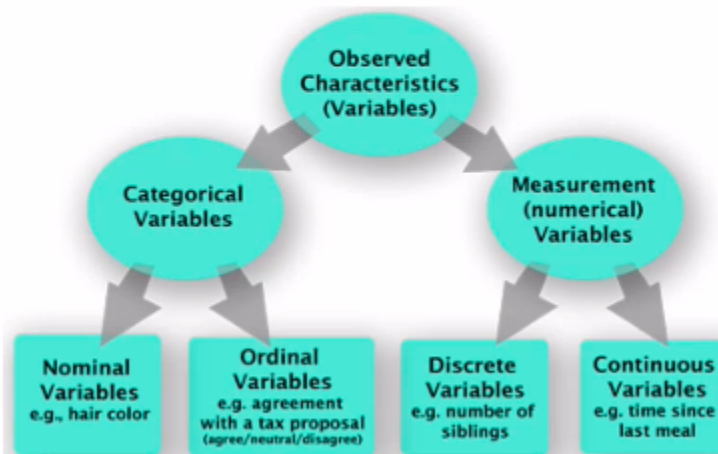 Observed
Characteristics
(Variables)
Categorical
Variables
Measurement
(numerical)
Variables
Nominal
Variables
e.g., hair color
Ordinal
Variables
e.g. agreement
with a tax proposal
(agree/neutral/disagree)
Discrete
Variables
e.g. number of
siblings
Continuous
Variables
e.g. time since
last meal